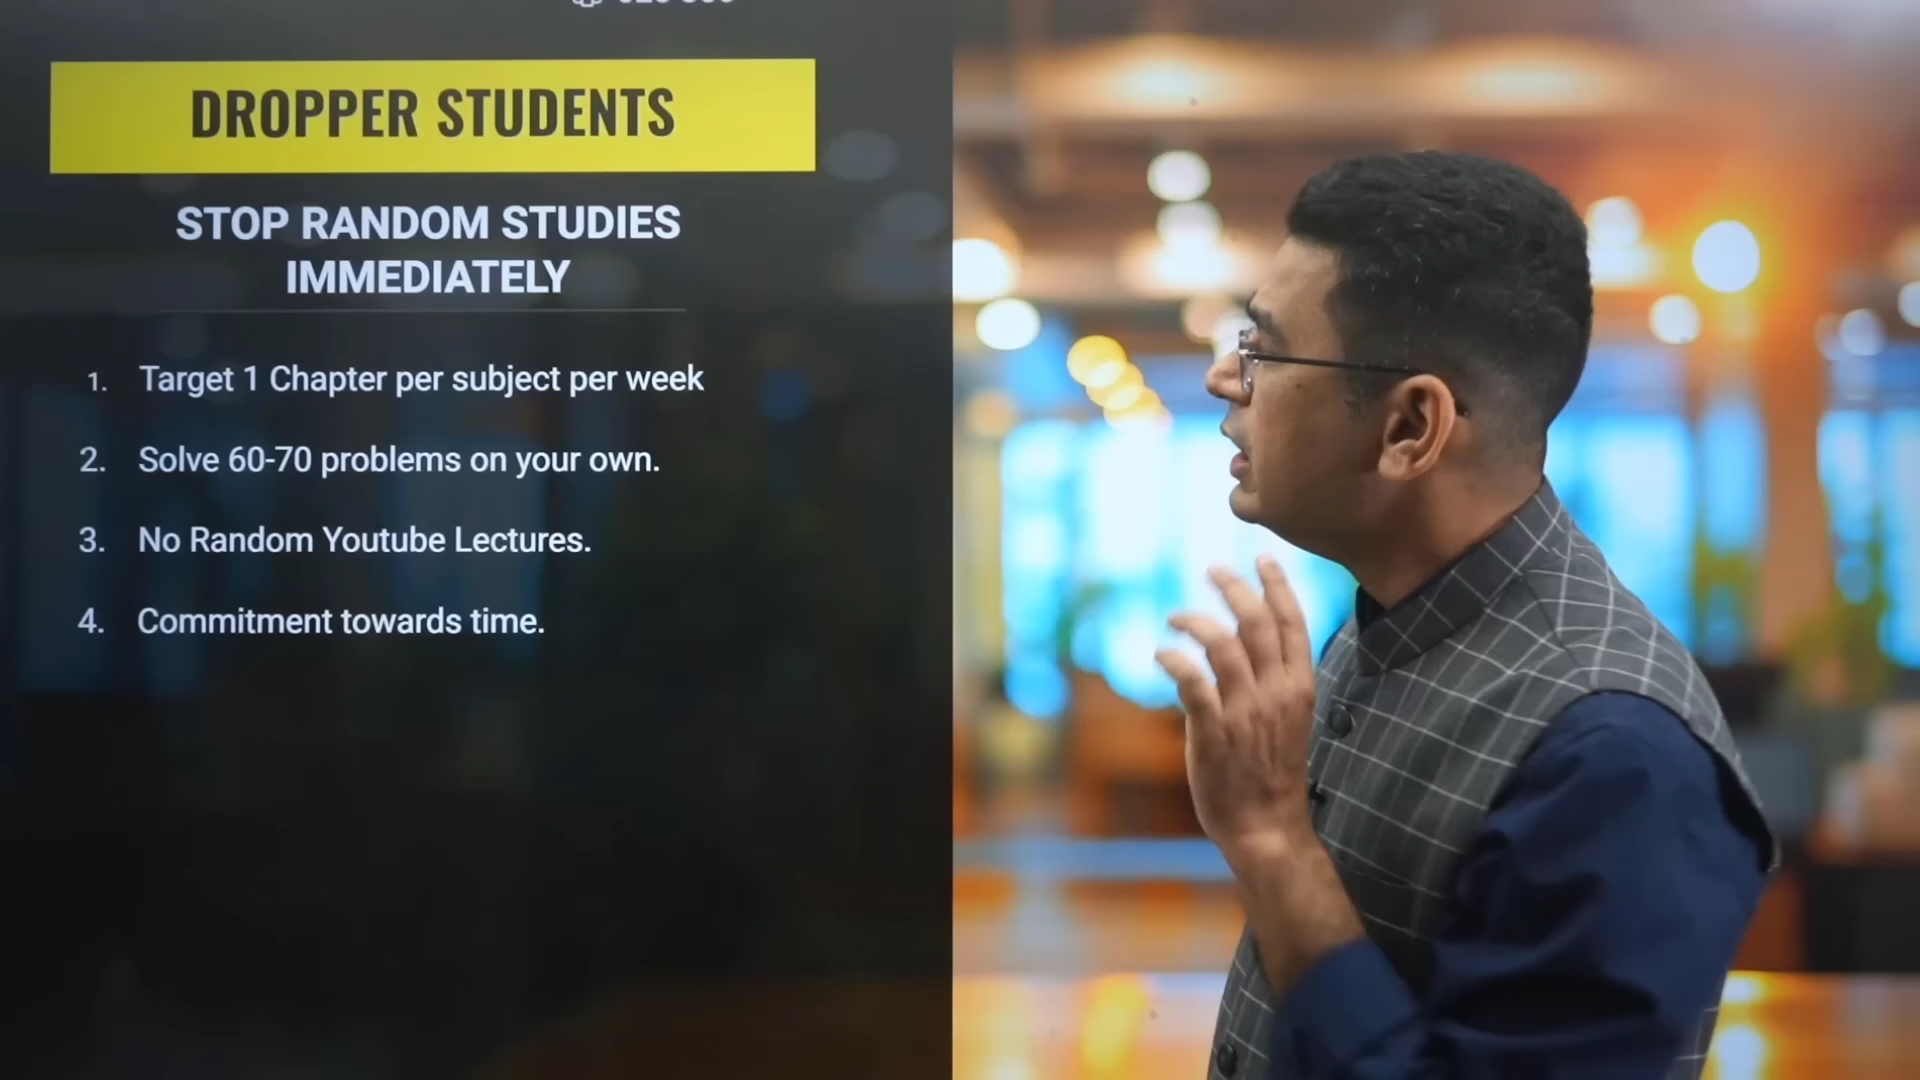 DROPPER STUDENTS
STOP RANDOM STUDIES
IMMEDIATELY
1. Target 1 Chapter per subject per week
2. Solve 60-70 problems on your own.
3. No Random Youtube Lectures.
4. Commitment towards time.